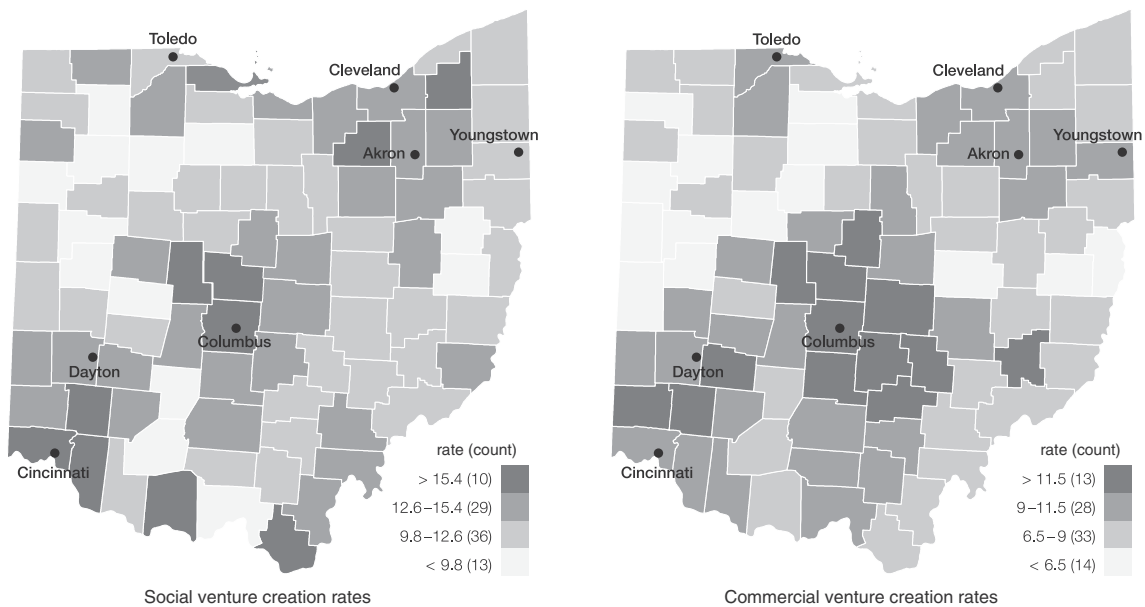 Toledo
Cleveland
Youngstown
Akron
Columbus
Dayton
Cincinnati
rate (count)
> 15.4 (10)
12.6–15.4 (29)
9.8–12.6 (36)
< 9.8 (13)
Social venture creation rates
Toledo
Cleveland
Youngstown
Akron
Columbus
Dayton
Cincinnati
rate (count)
> 11.5 (13)
9–11.5 (28)
6.5–9 (33)
< 6.5 (14)
Commercial venture creation rates